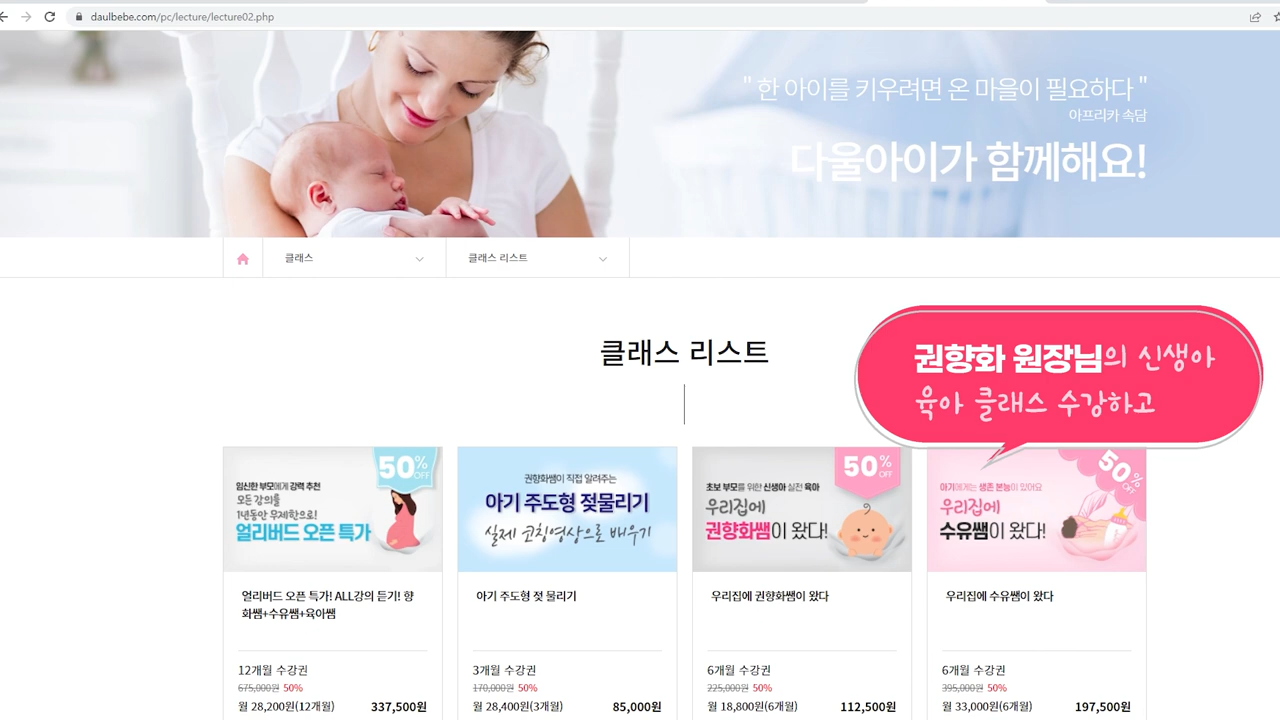 daulbebe.com/pc/lecture/lecture02.php
" 한 아이를 키우려면 온 마을이 필요하다 "
아프리카 속담
다울아이가 함께해요!
클래스
클래스 리스트
클래스 리스트
권향화 원장님의 신생아
육아 클래스 수강하고
임신한 부모에게 강력 추천
모든 강의를
1년동안 무제한으로!
얼리버드 오픈 특가
50% OFF
얼리버드 오픈 특가! ALL강의 듣기! 향
화쌤+수유쌤+육아쌤
12개월 수강권
675,000원 50%
월 28,200원(12개월) 337,500원
권향화쌤이 직접 알려주는
아기 주도형 젖물리기
실제 코칭영상으로 배우기
아기 주도형 젖 물리기
3개월 수강권
170,000원 50%
월 28,400원(3개월) 85,000원
초보 부모를 위한 신생아 실전 육아
우리집에
권향화쌤이 왔다!
50% OFF
우리집에 권향화쌤이 왔다
6개월 수강권
225,000원 50%
월 18,800원(6개월) 112,500원
아기에게는 생존 본능이 있어요
우리집에
수유쌤이 왔다!
50% OFF
우리집에 수유쌤이 왔다
6개월 수강권
395,000원 50%
월 33,000원(6개월) 197,500원